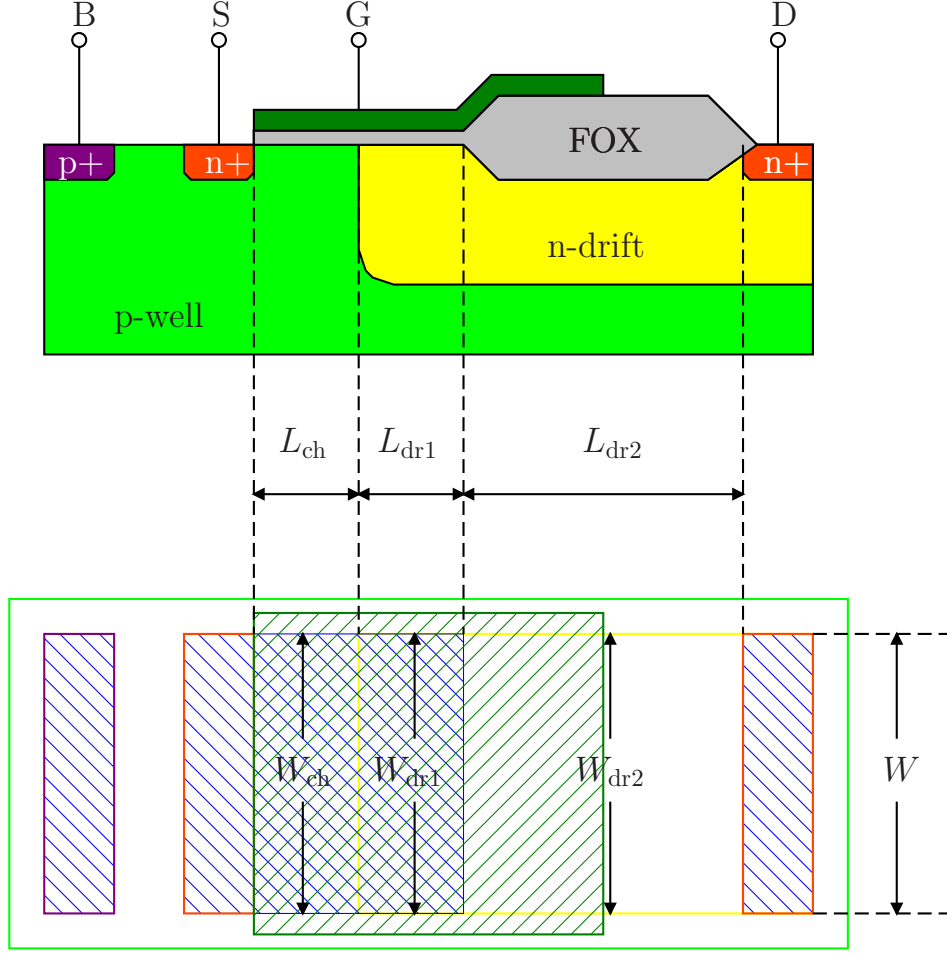 B S G D
FOX
p+ n+ n+
n-drift
p-well
L_ch L_dr1 L_dr2
W_ch W_dr1 W_dr2 W